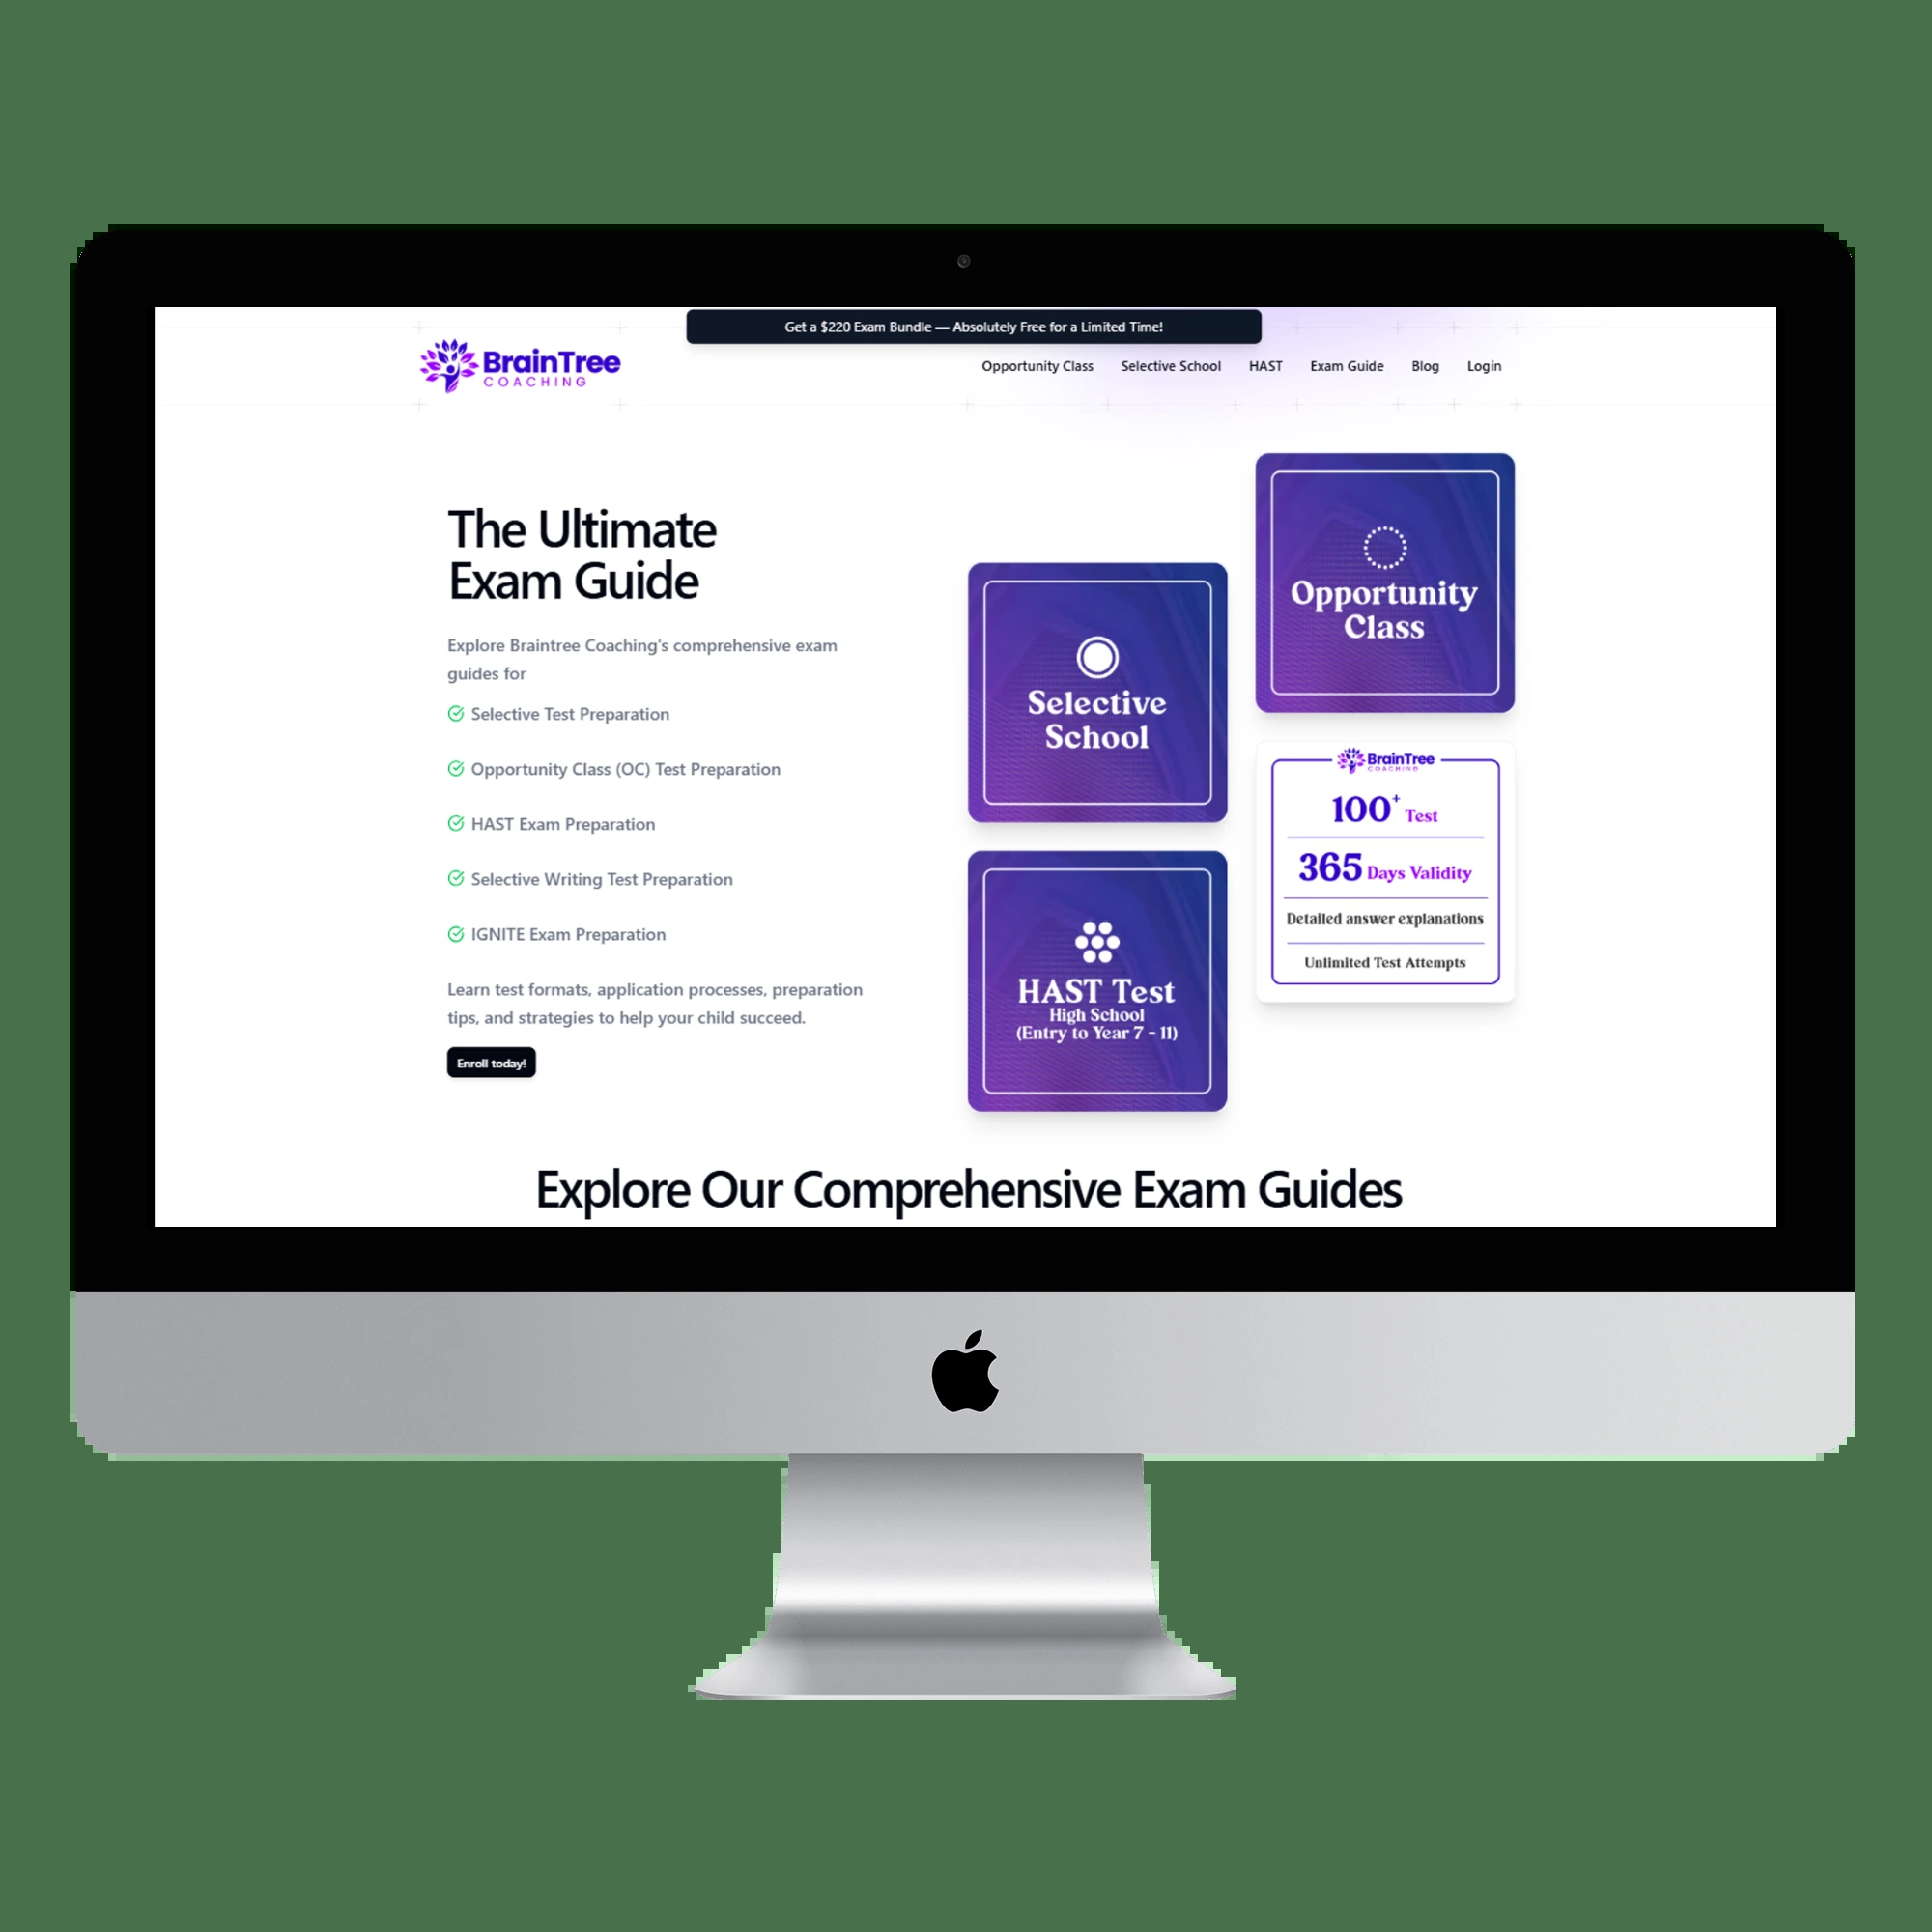 Get a $220 Exam Bundle — Absolutely Free for a Limited Time!
BrainTree
COACHING
Opportunity Class Selective School HAST Exam Guide Blog Login
The Ultimate
Exam Guide
Explore Braintree Coaching's comprehensive exam
guides for
Selective Test Preparation
Opportunity Class (OC) Test Preparation
HAST Exam Preparation
Selective Writing Test Preparation
IGNITE Exam Preparation
Learn test formats, application processes, preparation
tips, and strategies to help your child succeed.
Enroll today!
Selective
School
HAST Test
High School
(Entry to Year 7 - 11)
Opportunity
Class
BrainTree
COACHING
100+ Test
365 Days Validity
Detailed answer explanations
Unlimited Test Attempts
Explore Our Comprehensive Exam Guides